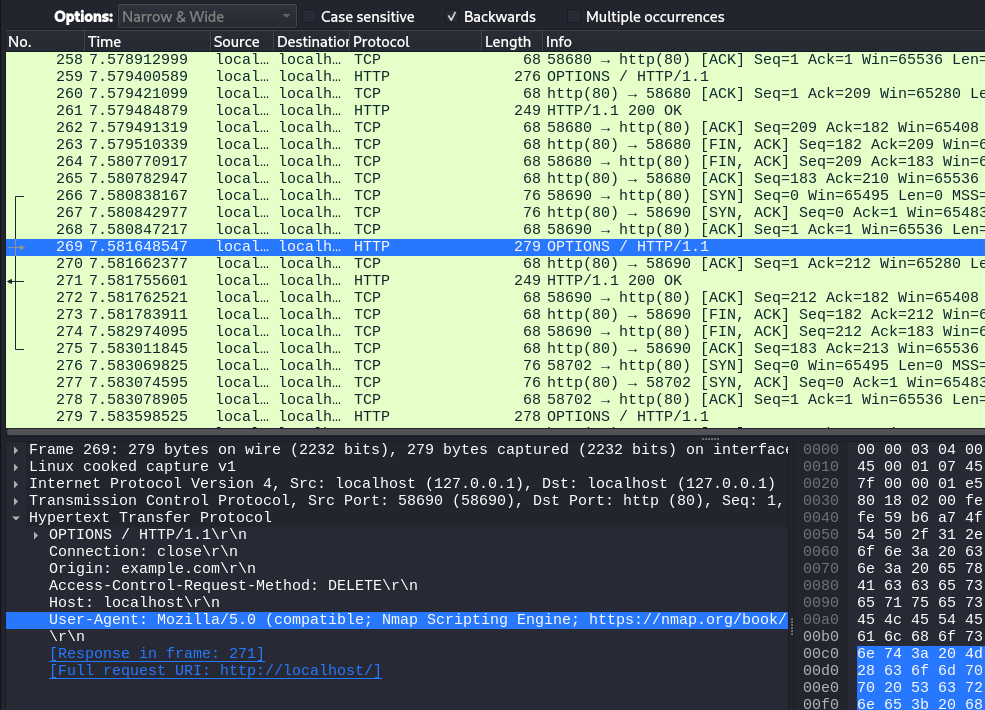 Options: Narrow & Wide Case sensitive ✓ Backwards Multiple occurrences
No. Time Source Destination Protocol Length Info
258 7.578912999 local… localh… TCP 68 58680 → http(80) [ACK] Seq=1 Ack=1 Win=65536 Len=
259 7.579400589 local… localh… HTTP 276 OPTIONS / HTTP/1.1
260 7.579421099 local… localh… TCP 68 http(80) → 58680 [ACK] Seq=1 Ack=209 Win=65280 Le
261 7.579484879 local… localh… HTTP 249 HTTP/1.1 200 OK
262 7.579491319 local… localh… TCP 68 58680 → http(80) [ACK] Seq=209 Ack=182 Win=65408
263 7.579510339 local… localh… TCP 68 http(80) → 58680 [FIN, ACK] Seq=182 Ack=209 Win=6
264 7.580770917 local… localh… TCP 68 58680 → http(80) [FIN, ACK] Seq=209 Ack=183 Win=6
265 7.580782947 local… localh… TCP 68 http(80) → 58680 [ACK] Seq=183 Ack=210 Win=65536
266 7.580838167 local… localh… TCP 76 58690 → http(80) [SYN] Seq=0 Win=65495 Len=0 MSS=
267 7.580842977 local… localh… TCP 76 http(80) → 58690 [SYN, ACK] Seq=0 Ack=1 Win=65483
268 7.580847217 local… localh… TCP 68 58690 → http(80) [ACK] Seq=1 Ack=1 Win=65536 Len=
269 7.581648547 local… localh… HTTP 279 OPTIONS / HTTP/1.1
270 7.581662377 local… localh… TCP 68 http(80) → 58690 [ACK] Seq=1 Ack=212 Win=65280 Le
271 7.581755601 local… localh… HTTP 249 HTTP/1.1 200 OK
272 7.581762521 local… localh… TCP 68 58690 → http(80) [ACK] Seq=212 Ack=182 Win=65408
273 7.581783911 local… localh… TCP 68 http(80) → 58690 [FIN, ACK] Seq=182 Ack=212 Win=6
274 7.582974095 local… localh… TCP 68 58690 → http(80) [FIN, ACK] Seq=212 Ack=183 Win=6
275 7.583011845 local… localh… TCP 68 http(80) → 58690 [ACK] Seq=183 Ack=213 Win=65536
276 7.583069825 local… localh… TCP 76 58702 → http(80) [SYN] Seq=0 Win=65495 Len=0 MSS=
277 7.583074595 local… localh… TCP 76 http(80) → 58702 [SYN, ACK] Seq=0 Ack=1 Win=65483
278 7.583078905 local… localh… TCP 68 58702 → http(80) [ACK] Seq=1 Ack=1 Win=65536 Len=
279 7.583598525 local… localh… HTTP 278 OPTIONS / HTTP/1.1
Frame 269: 279 bytes on wire (2232 bits), 279 bytes captured (2232 bits) on interface
Linux cooked capture v1
Internet Protocol Version 4, Src: localhost (127.0.0.1), Dst: localhost (127.0.0.1)
Transmission Control Protocol, Src Port: 58690 (58690), Dst Port: http (80), Seq: 1,
Hypertext Transfer Protocol
OPTIONS / HTTP/1.1\r\n
Connection: close\r\n
Origin: example.com\r\n
Access-Control-Request-Method: DELETE\r\n
Host: localhost\r\n
User-Agent: Mozilla/5.0 (compatible; Nmap Scripting Engine; https://nmap.org/book/
\r\n
[Response in frame: 271]
[Full request URI: http://localhost/]
0000 00 00 03 04 00
0010 45 00 01 07 45
0020 7f 00 00 01 e5
0030 80 18 02 00 fe
0040 fe 59 b6 a7 4f
0050 54 50 2f 31 2e
0060 6f 6e 3a 20 63
0070 6e 3a 20 65 78
0080 41 63 63 65 73
0090 65 71 75 65 73
00a0 45 4c 45 54 45
00b0 61 6c 68 6f 73
00c0 6e 74 3a 20 4d
00d0 28 63 6f 6d 70
00e0 70 20 53 63 72
00f0 6e 65 3b 20 68